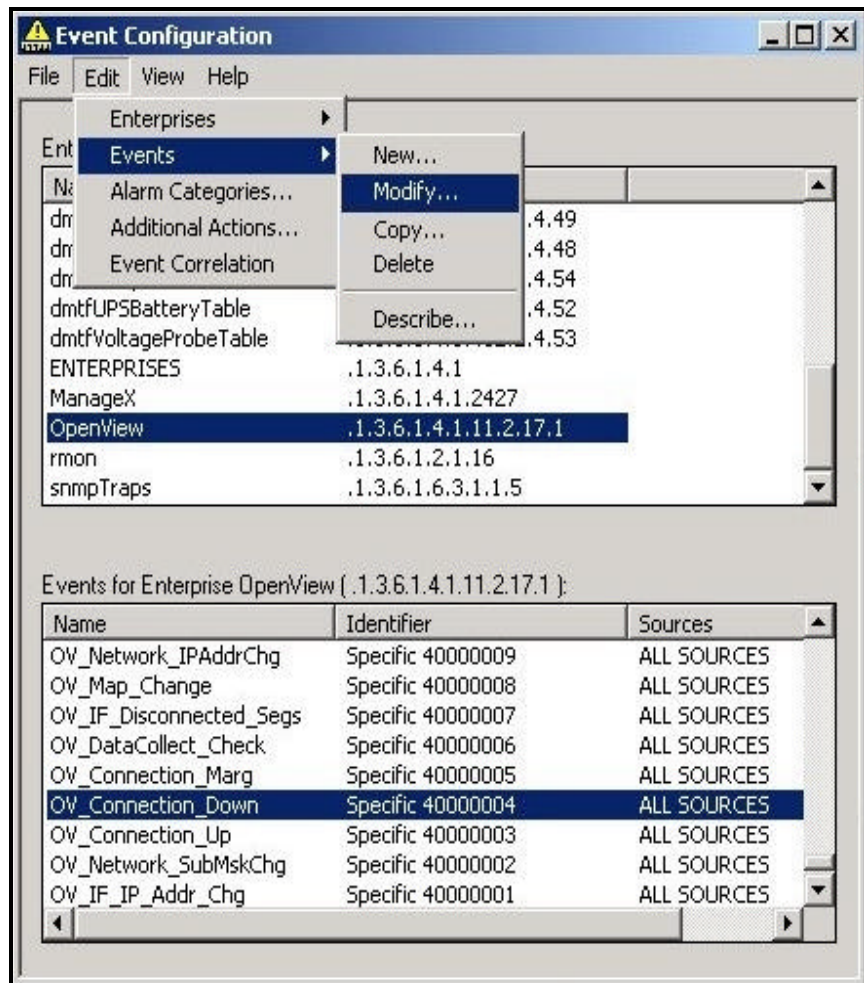 Event Configuration
File Edit View Help
Enterprises
Ent Events New...
Na Alarm Categories... Modify...
dm Additional Actions... Copy... .4.49
dm Event Correlation Delete .4.48
dm .4.54
dmtfUPSBatteryTable Describe... .4.52
dmtfVoltageProbeTable .4.53
ENTERPRISES .1.3.6.1.4.1
ManageX .1.3.6.1.4.1.2427
OpenView .1.3.6.1.4.1.11.2.17.1
rmon .1.3.6.1.2.1.16
snmpTraps .1.3.6.1.6.3.1.1.5
Events for Enterprise OpenView ( .1.3.6.1.4.1.11.2.17.1 ):
Name Identifier Sources
OV_Network_IPAddrChg Specific 40000009 ALL SOURCES
OV_Map_Change Specific 40000008 ALL SOURCES
OV_IF_Disconnected_Segs Specific 40000007 ALL SOURCES
OV_DataCollect_Check Specific 40000006 ALL SOURCES
OV_Connection_Marg Specific 40000005 ALL SOURCES
OV_Connection_Down Specific 40000004 ALL SOURCES
OV_Connection_Up Specific 40000003 ALL SOURCES
OV_Network_SubMskChg Specific 40000002 ALL SOURCES
OV_IF_IP_Addr_Chg Specific 40000001 ALL SOURCES